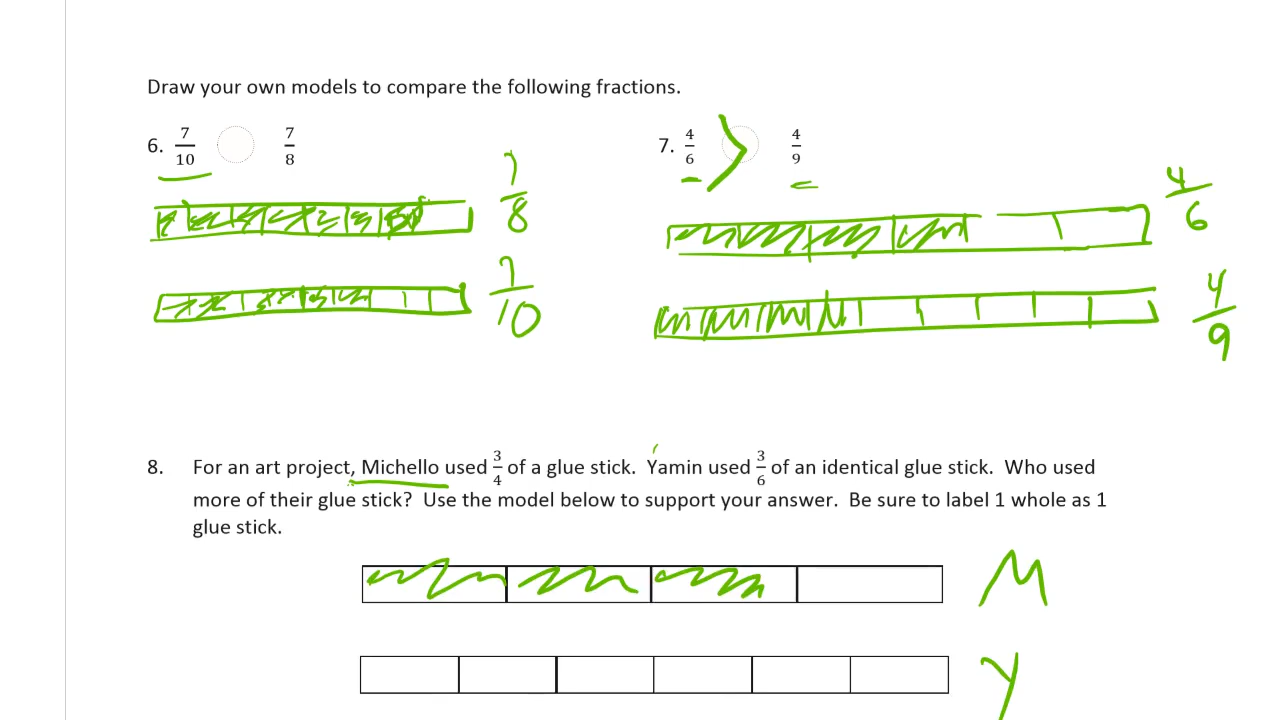 Draw your own models to compare the following fractions.
6. 7/10 7/8
7. 4/6 > 4/9
7/8
4/6
7/10
4/9
8. For an art project, Michello used 3/4 of a glue stick. Yamin used 3/6 of an identical glue stick. Who used
more of their glue stick? Use the model below to support your answer. Be sure to label 1 whole as 1
glue stick.
M
Y